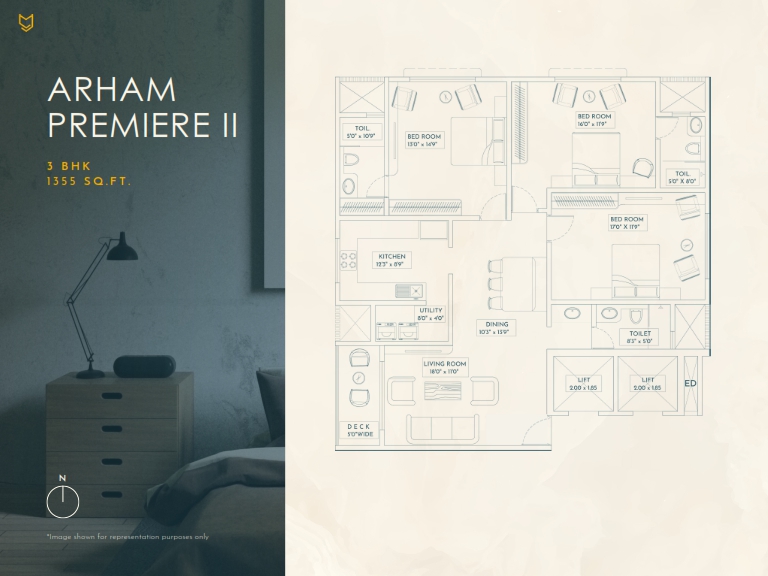 ARHAM
PREMIERE II
3 BHK
1355 SQ.FT.
N
*Image shown for representation purposes only
TOIL.
5'0" x 10'9"
BED ROOM
13'0" x 14'9"
BED ROOM
16'0" x 11'9"
TOIL.
5'0" X 8'0"
BED ROOM
17'0" X 11'9"
KITCHEN
12'3" x 8'9"
UTILITY
8'0" x 4'0"
DINING
10'3" x 15'9"
TOILET
8'3" x 5'0"
LIVING ROOM
18'0" x 11'0"
LIFT
2.00 x 1.85
LIFT
2.00 x 1.85
ED
DECK
5'0"WIDE